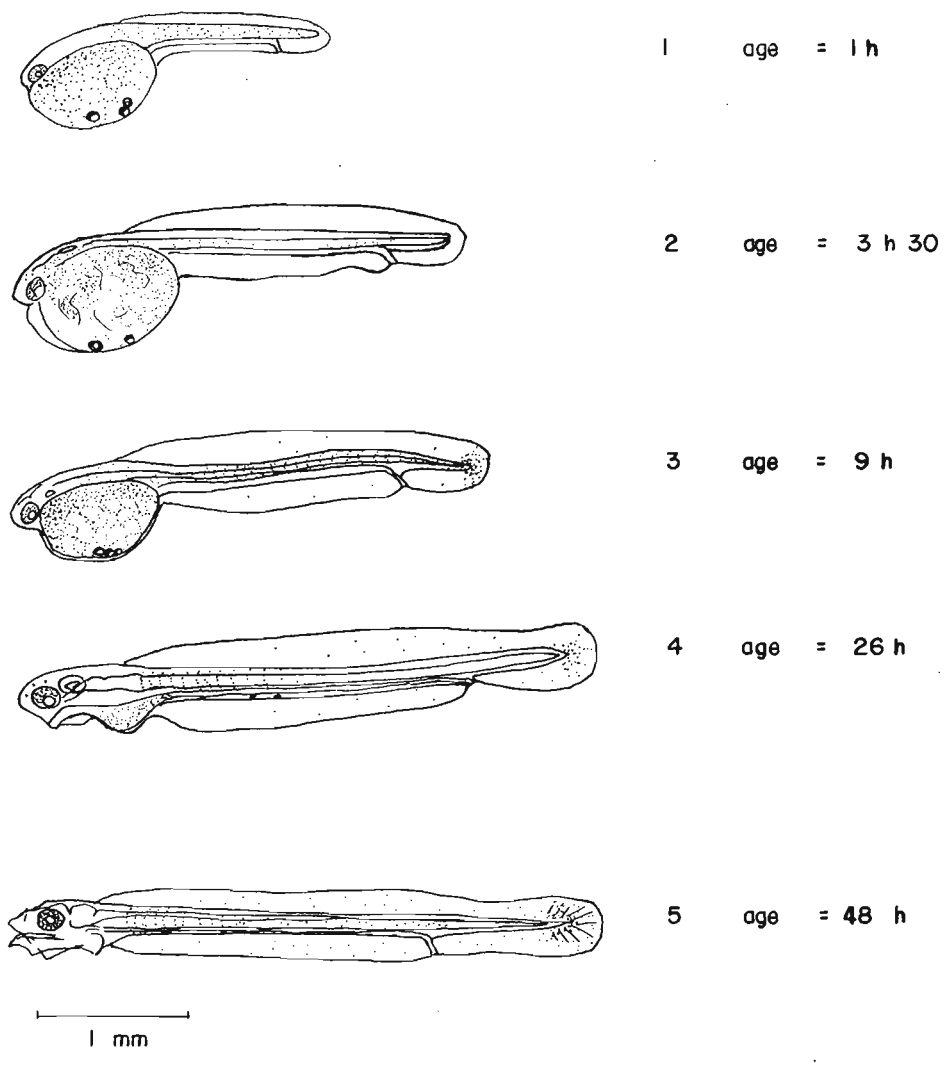 1 age = 1 h
2 age = 3 h 30
3 age = 9 h
4 age = 26 h
5 age = 48 h
1 mm